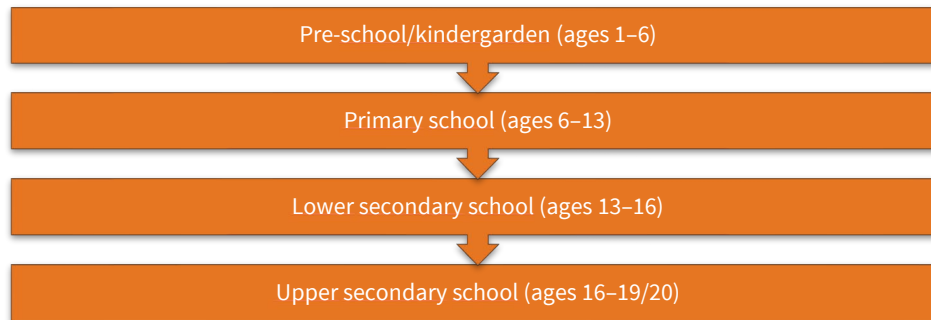 Pre-school/kindergarden (ages 1–6)
Primary school (ages 6–13)
Lower secondary school (ages 13–16)
Upper secondary school (ages 16–19/20)